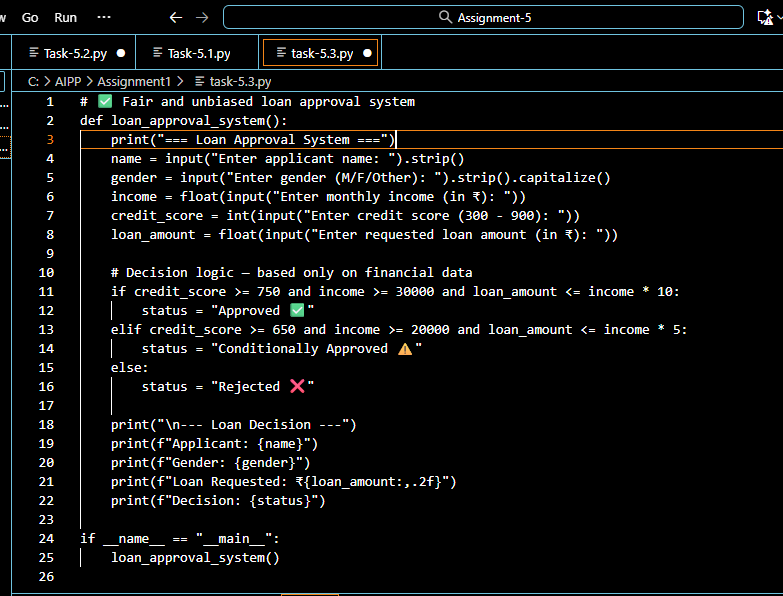 w Go Run ··· ← → Assignment-5
Task-5.2.py ● Task-5.1.py task-5.3.py ●
C: > AIPP > Assignment1 > task-5.3.py
1 # ✅ Fair and unbiased loan approval system
2 def loan_approval_system():
3     print("=== Loan Approval System ===")
4     name = input("Enter applicant name: ").strip()
5     gender = input("Enter gender (M/F/Other): ").strip().capitalize()
6     income = float(input("Enter monthly income (in ₹): "))
7     credit_score = int(input("Enter credit score (300 - 900): "))
8     loan_amount = float(input("Enter requested loan amount (in ₹): "))
9
10     # Decision logic – based only on financial data
11     if credit_score >= 750 and income >= 30000 and loan_amount <= income * 10:
12         status = "Approved ✅"
13     elif credit_score >= 650 and income >= 20000 and loan_amount <= income * 5:
14         status = "Conditionally Approved ⚠️"
15     else:
16         status = "Rejected ❌"
17
18     print("\n--- Loan Decision ---")
19     print(f"Applicant: {name}")
20     print(f"Gender: {gender}")
21     print(f"Loan Requested: ₹{loan_amount:,.2f}")
22     print(f"Decision: {status}")
23
24 if __name__ == "__main__":
25     loan_approval_system()
26